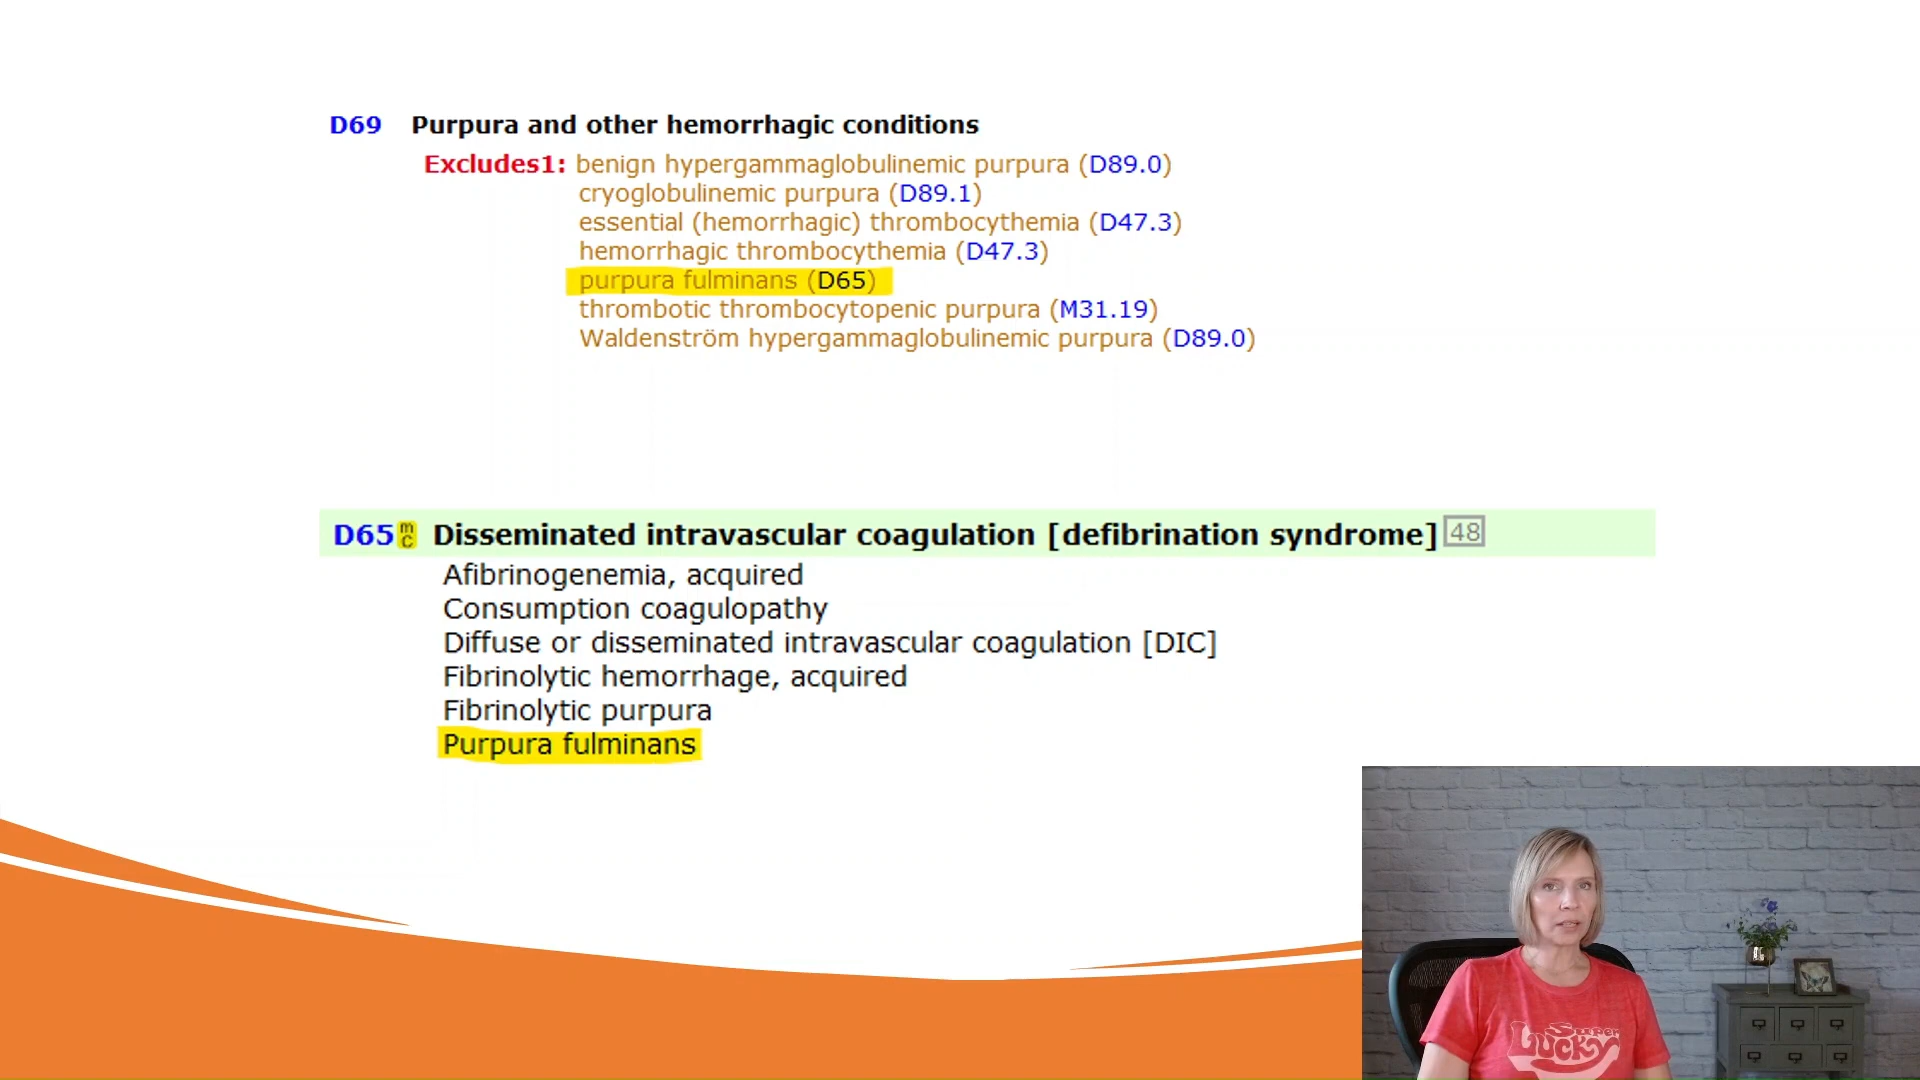 D69 Purpura and other hemorrhagic conditions
Excludes1: benign hypergammaglobulinemic purpura (D89.0)
cryoglobulinemic purpura (D89.1)
essential (hemorrhagic) thrombocythemia (D47.3)
hemorrhagic thrombocythemia (D47.3)
purpura fulminans (D65)
thrombotic thrombocytopenic purpura (M31.19)
Waldenström hypergammaglobulinemic purpura (D89.0)
D65 mc Disseminated intravascular coagulation [defibrination syndrome] 48
Afibrinogenemia, acquired
Consumption coagulopathy
Diffuse or disseminated intravascular coagulation [DIC]
Fibrinolytic hemorrhage, acquired
Fibrinolytic purpura
Purpura fulminans
Super
Lucky